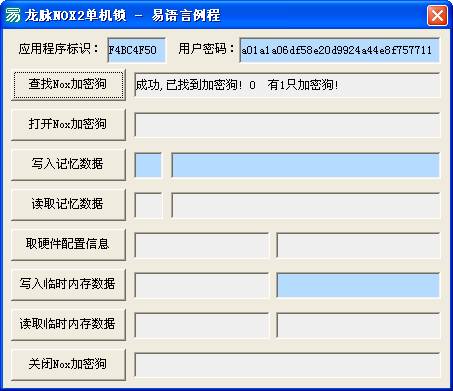 龙脉NOX2单机锁 - 易语言例程
应用程序标识： F4BC4F50 用户密码： a01a1a06df58e20d9924a44e8f757711
查找Nox加密狗 成功,已找到加密狗! 0 有1只加密狗!
打开Nox加密狗
写入记忆数据
读取记忆数据
取硬件配置信息
写入临时内存数据
读取临时内存数据
关闭Nox加密狗